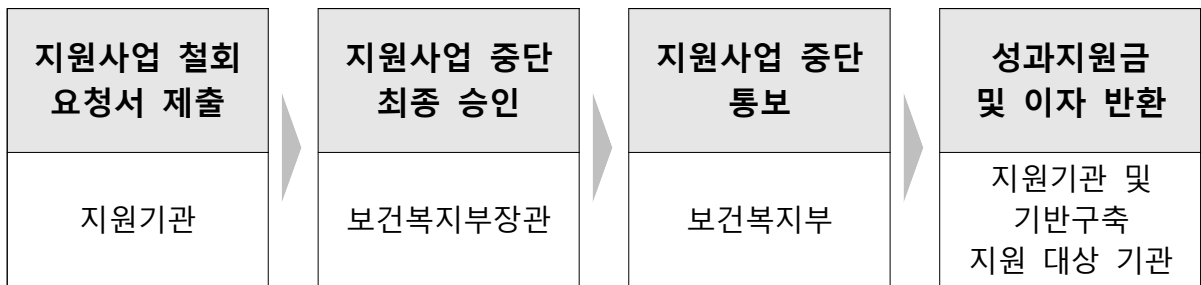 지원사업 철회
요청서 제출
지원기관
지원사업 중단
최종 승인
보건복지부장관
지원사업 중단
통보
보건복지부
성과지원금
및 이자 반환
지원기관 및
기반구축
지원 대상 기관